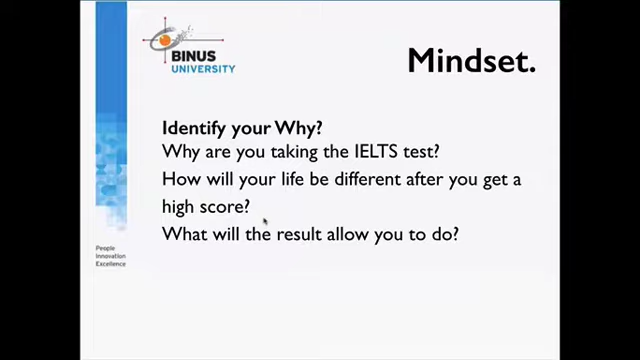 BINUS
UNIVERSITY
Mindset.
Identify your Why?
Why are you taking the IELTS test?
How will your life be different after you get a
high score?
What will the result allow you to do?
People
Innovation
Excellence